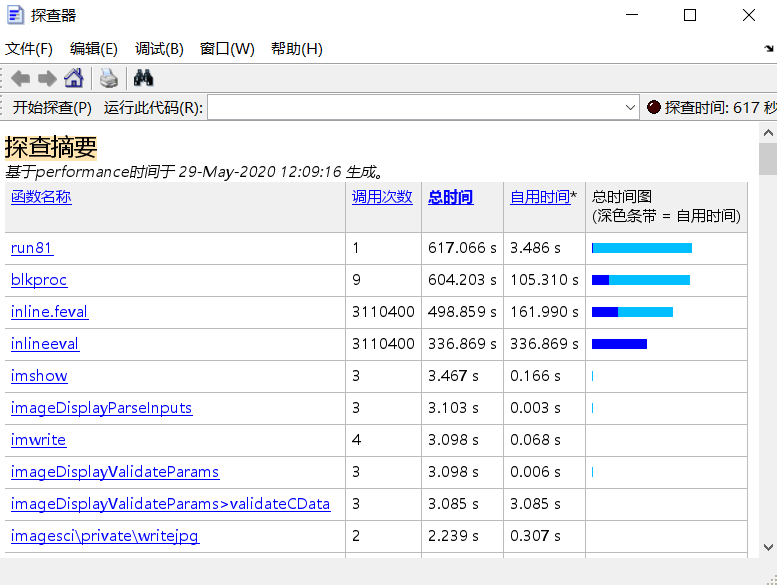 探查器
文件(F) 编辑(E) 调试(B) 窗口(W) 帮助(H)
开始探查(P) 运行此代码(R): 探查时间: 617 秒
探查摘要
基于performance时间于 29-May-2020 12:09:16 生成。
函数名称 调用次数 总时间 自用时间* 总时间图
(深色条带 = 自用时间)
run81 1 617.066 s 3.486 s
blkproc 9 604.203 s 105.310 s
inline.feval 3110400 498.859 s 161.990 s
inlineeval 3110400 336.869 s 336.869 s
imshow 3 3.467 s 0.166 s
imageDisplayParseInputs 3 3.103 s 0.003 s
imwrite 4 3.098 s 0.068 s
imageDisplayValidateParams 3 3.098 s 0.006 s
imageDisplayValidateParams>validateCData 3 3.085 s 3.085 s
imagesci\private\writejpg 2 2.239 s 0.307 s